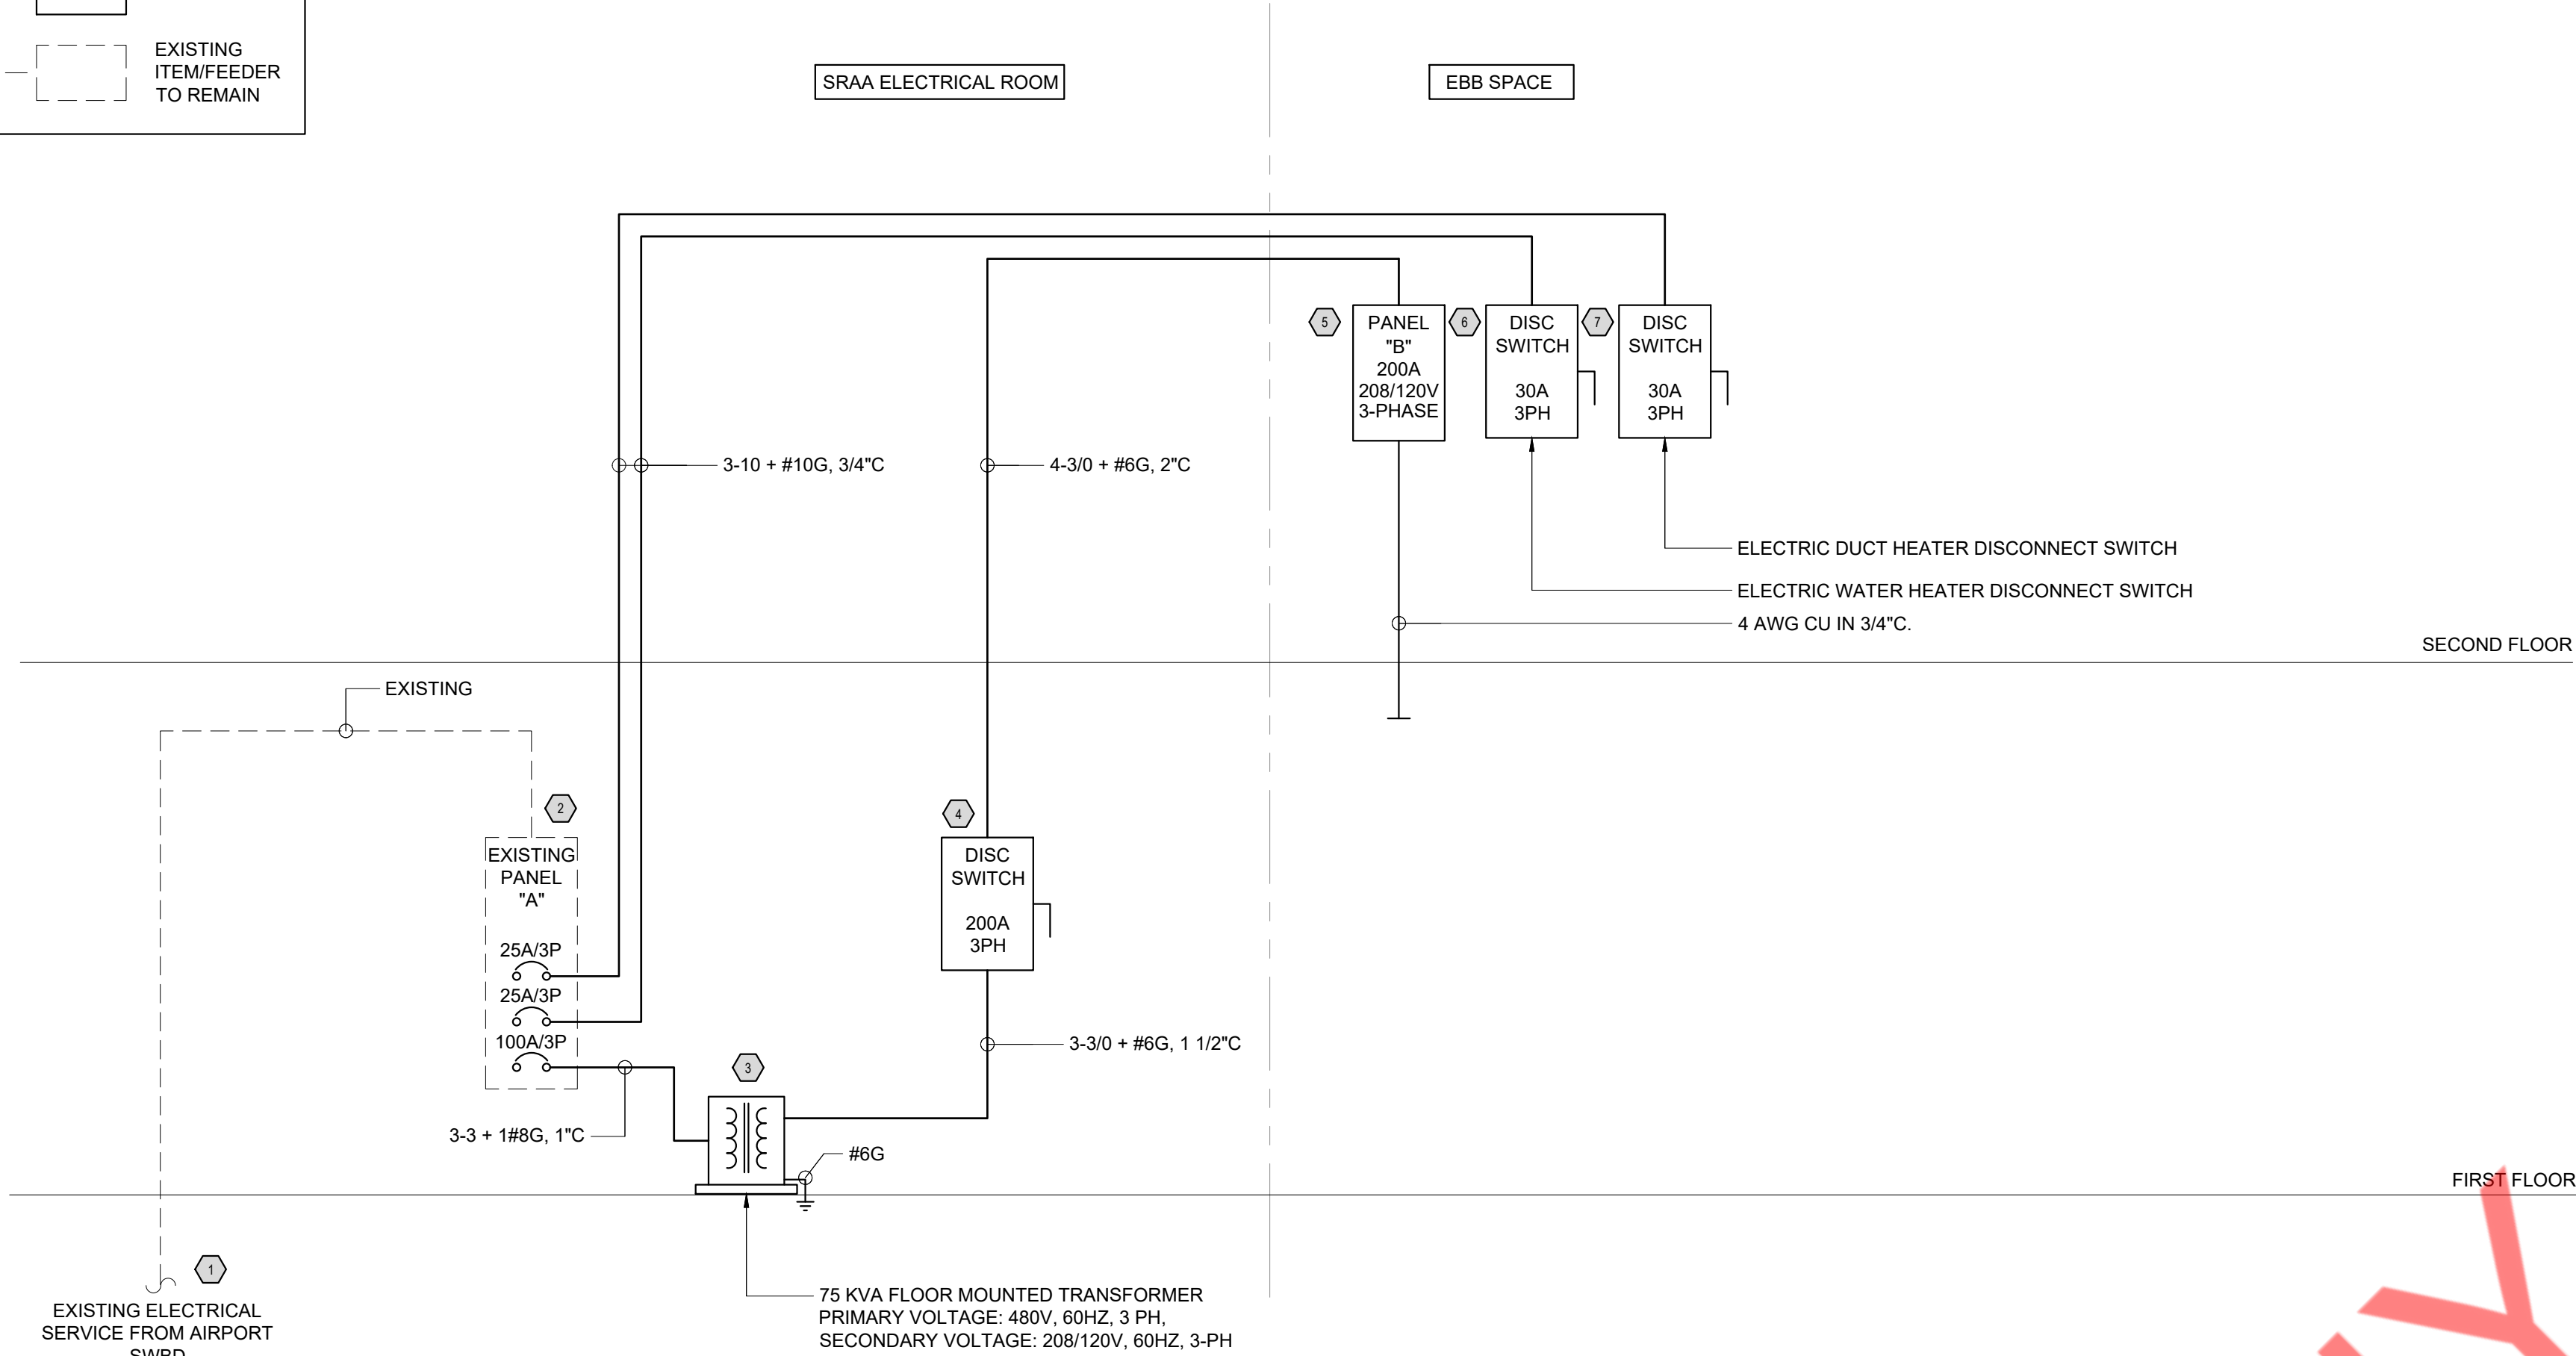 EXISTING
ITEM/FEEDER
TO REMAIN
SRAA ELECTRICAL ROOM
EBB SPACE
5
PANEL
"B"
200A
208/120V
3-PHASE
6
DISC
SWITCH
30A
3PH
7
DISC
SWITCH
30A
3PH
3-10 + #10G, 3/4"C
4-3/0 + #6G, 2"C
ELECTRIC DUCT HEATER DISCONNECT SWITCH
ELECTRIC WATER HEATER DISCONNECT SWITCH
4 AWG CU IN 3/4"C.
SECOND FLOOR
EXISTING
2
EXISTING
PANEL
"A"
25A/3P
25A/3P
100A/3P
4
DISC
SWITCH
200A
3PH
3-3/0 + #6G, 1 1/2"C
3
3-3 + 1#8G, 1"C
#6G
FIRST FLOOR
1
EXISTING ELECTRICAL
SERVICE FROM AIRPORT
SWBD
75 KVA FLOOR MOUNTED TRANSFORMER
PRIMARY VOLTAGE: 480V, 60HZ, 3 PH,
SECONDARY VOLTAGE: 208/120V, 60HZ, 3-PH
Y